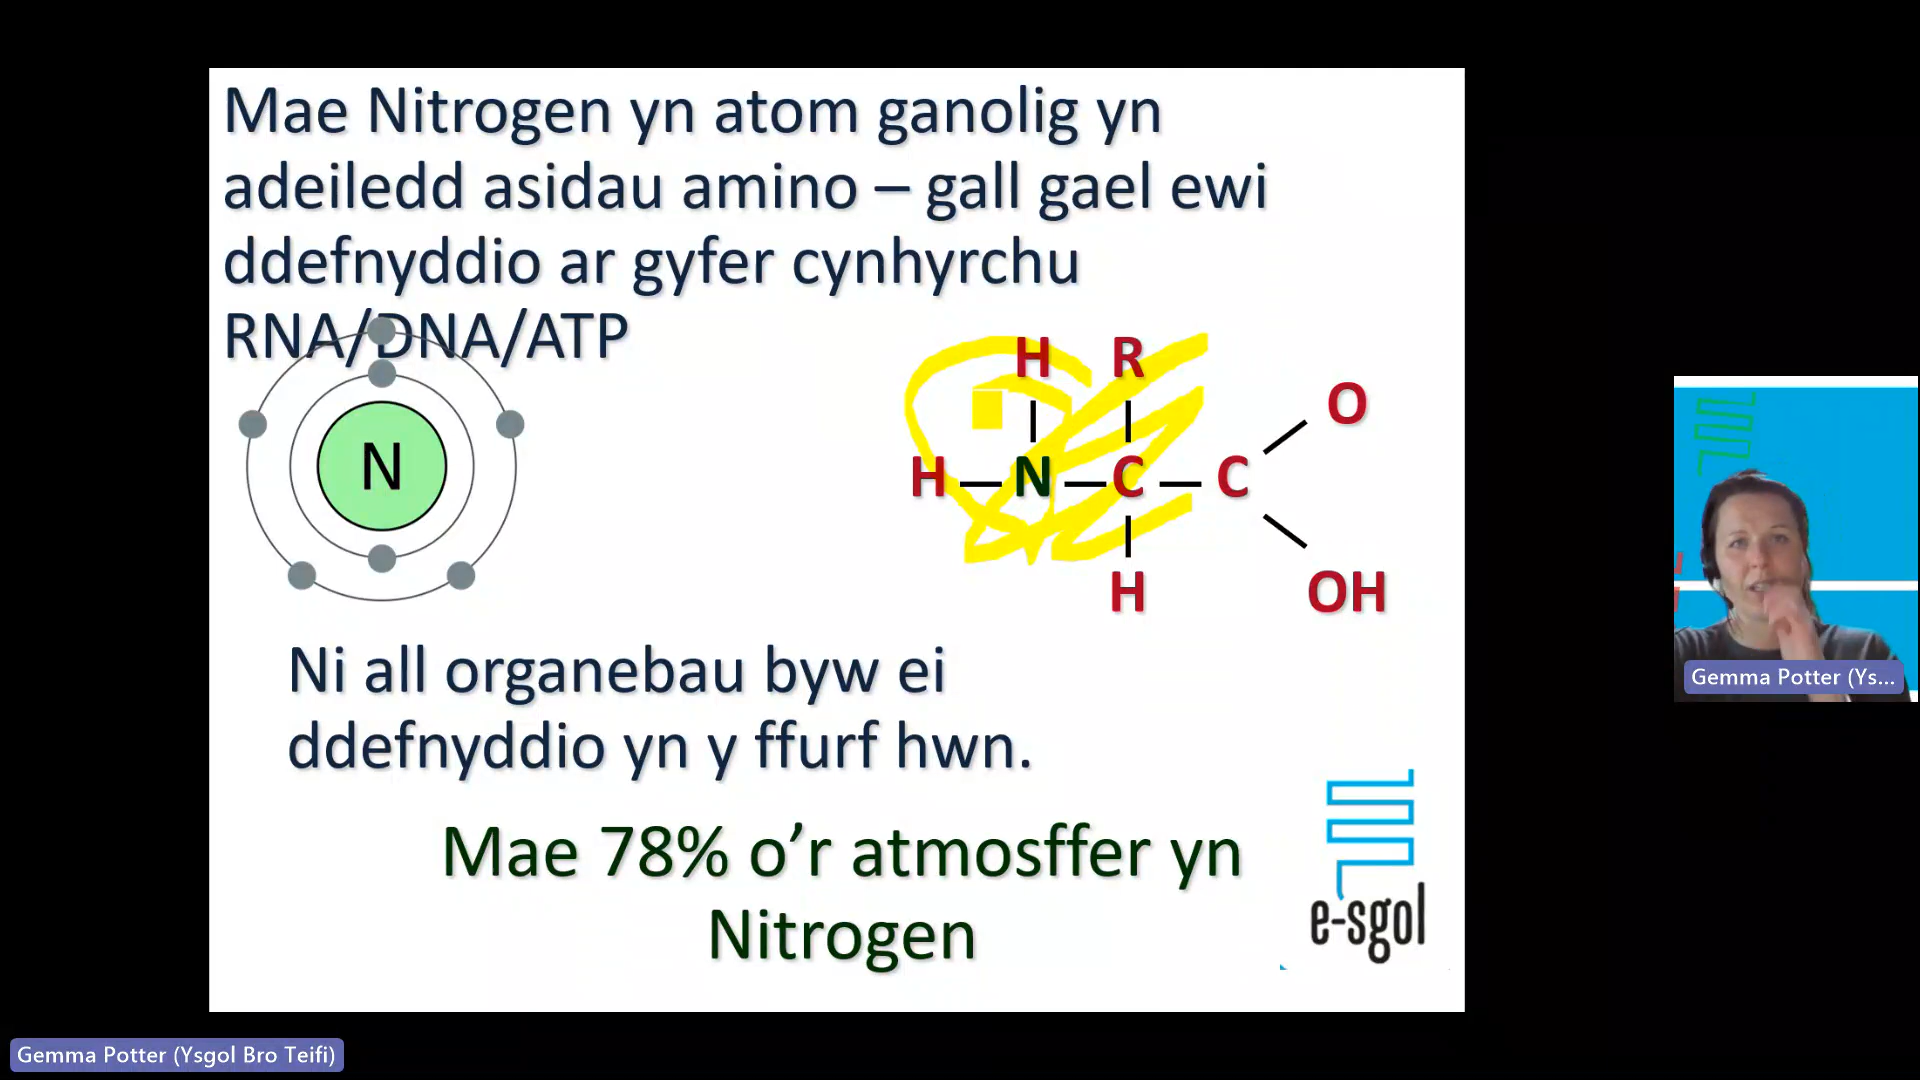 Mae Nitrogen yn atom ganolig yn
adeiledd asidau amino – gall gael ewi
ddefnyddio ar gyfer cynhyrchu
RNA/DNA/ATP
N
H R
O
H N C C
H
OH
Ni all organebau byw ei
ddefnyddio yn y ffurf hwn.
Mae 78% o’r atmosffer yn
Nitrogen
e-sgol
Gemma Potter (Ys...
Gemma Potter (Ysgol Bro Teifi)